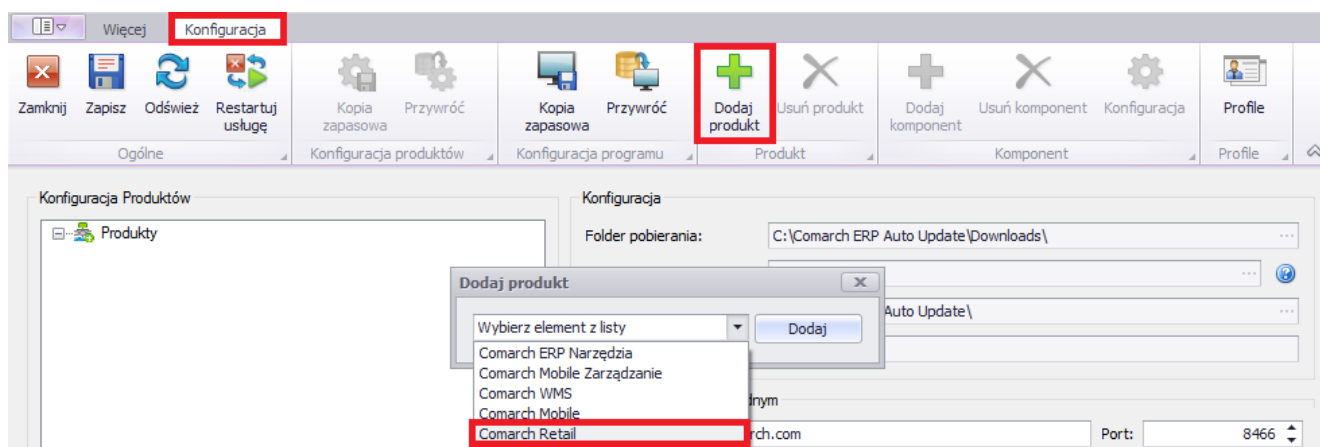 Więcej Konfiguracja
Zamknij Zapisz Odśwież Restartuj usługę Kopia zapasowa Przywróć Kopia zapasowa Przywróć Dodaj produkt Usuń produkt Dodaj komponent Usuń komponent Konfiguracja Profile
Ogólne Konfiguracja produktów Konfiguracja programu Produkt Komponent Profile
Konfiguracja Produktów
Produkty
Konfiguracja
Folder pobierania: C:\Comarch ERP Auto Update\Downloads\ ...
...
Auto Update\ ...
Dodaj produkt
Wybierz element z listy Dodaj
Comarch ERP Narzędzia
Comarch Mobile Zarządzanie
Comarch WMS
Comarch Mobile
Comarch Retail
Port: 8466